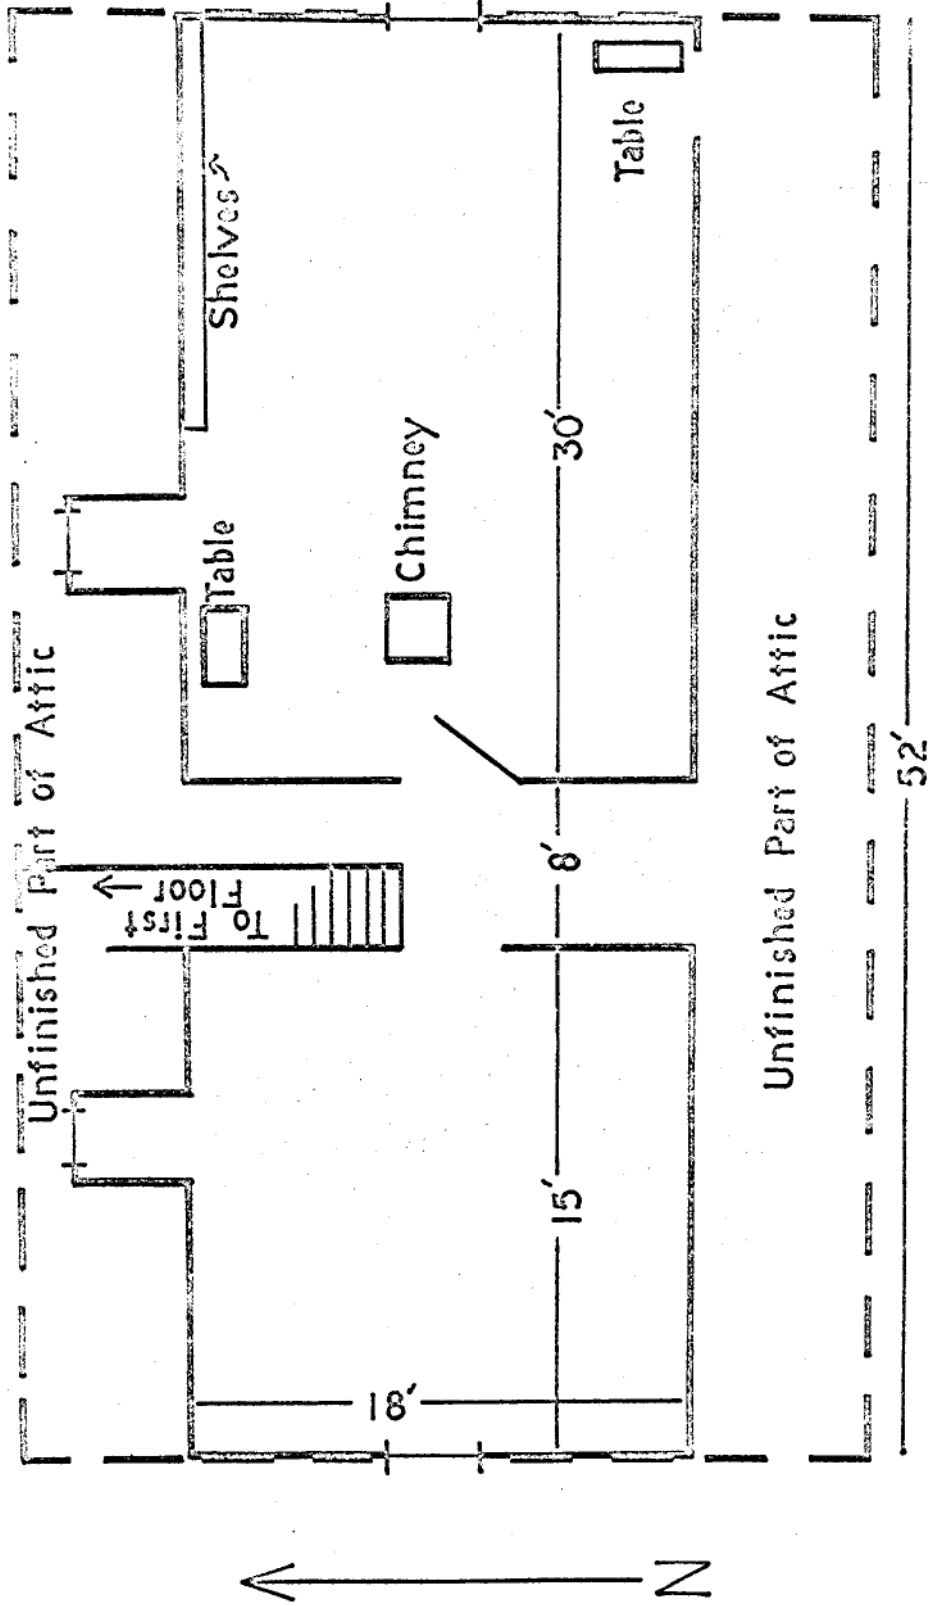 Unfinished Part of Attic
Shelves
Table
Table
Chimney
To First
Floor
18'
15'
8'
30'
Unfinished Part of Attic
52'
N